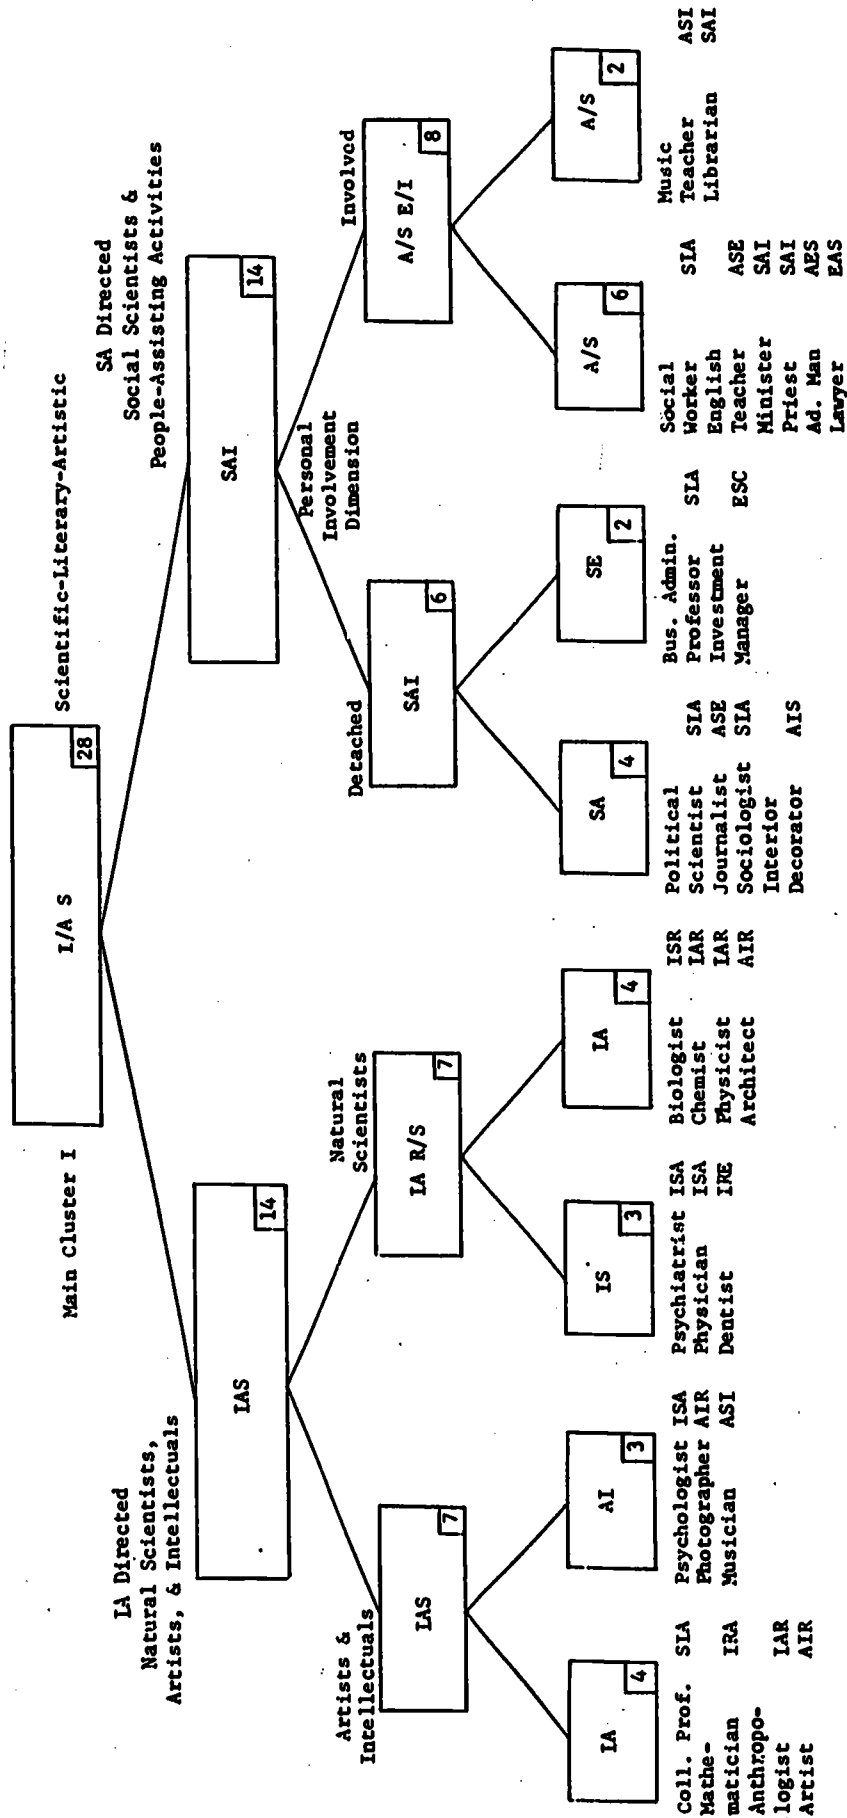 Main Cluster I
I/A S
28
Scientific-Literary-Artistic
IA Directed
Natural Scientists,
Artists, & Intellectuals
IAS
14
SA Directed
Social Scientists &
People-Assisting Activities
SAI
14
Artists &
Intellectuals
IAS
7
Natural
Scientists
IA R/S
7
Personal
Involvement
Dimension
Detached
SAI
6
Involved
A/S E/I
8
IA
4
Coll. Prof. SIA
Mathe-
matician IRA
Anthropo-
logist IAR
Artist AIR
AI
3
Psychologist ISA
Photographer AIR
Musician ASI
IS
3
Psychiatrist ISA
Physician ISA
Dentist IRE
IA
4
Biologist ISR
Chemist IAR
Physicist IAR
Architect AIR
SA
4
Political
Scientist SIA
Journalist ASE
Sociologist SIA
Interior
Decorator AIS
SE
2
Bus. Admin.
Professor SIA
Investment
Manager ESC
A/S
6
Social
Worker SIA
English
Teacher ASE
Minister SAI
Priest SAI
Ad. Man AES
Lawyer EAS
A/S
2
Music
Teacher ASI
Librarian SAI